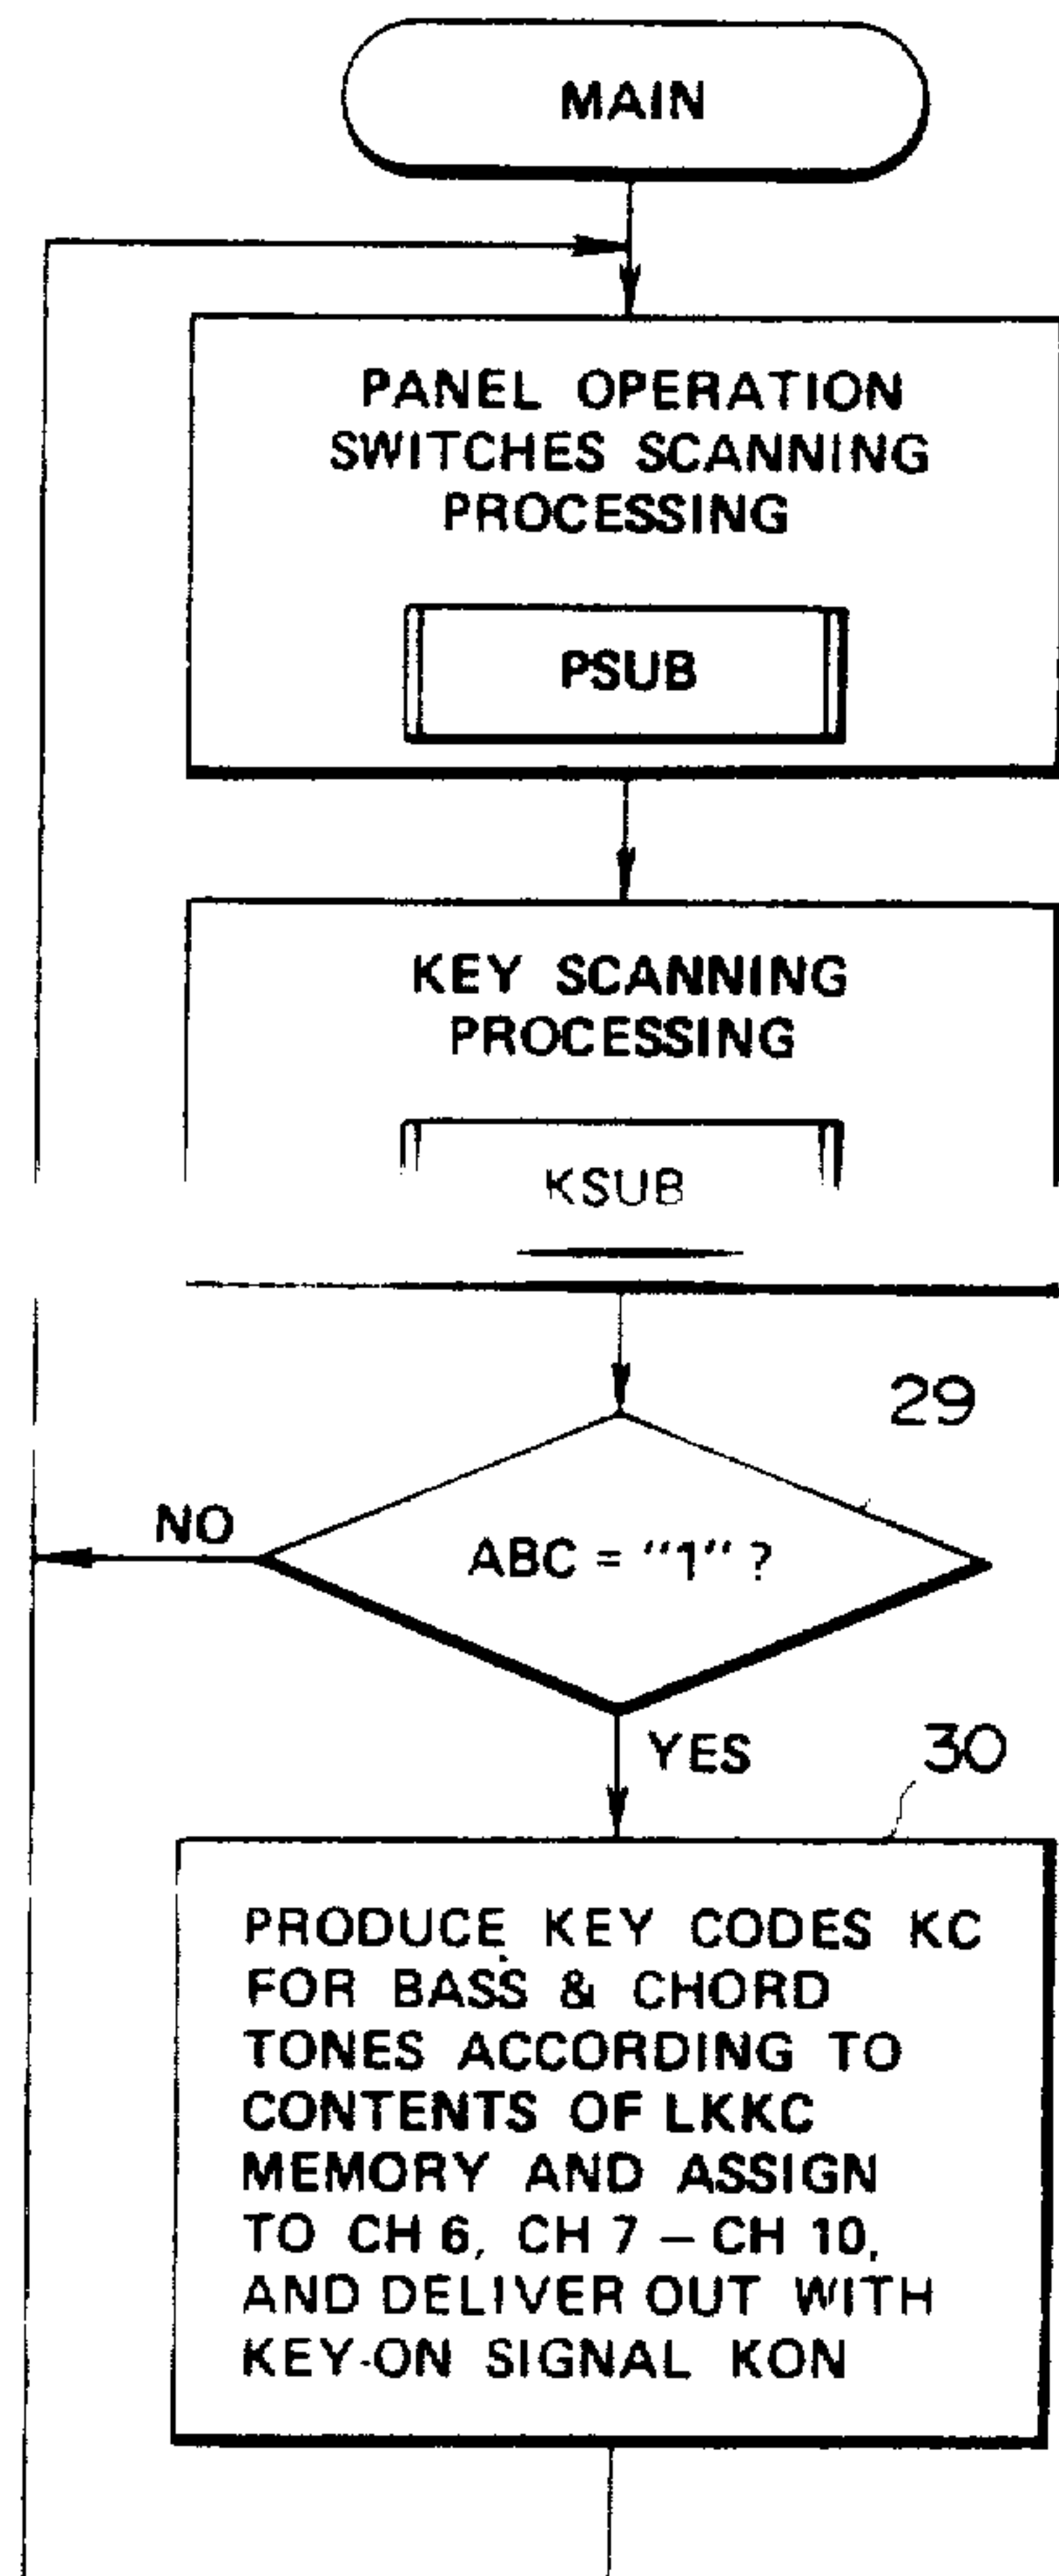 MAIN
PANEL OPERATION
SWITCHES SCANNING
PROCESSING
PSUB
KEY SCANNING
PROCESSING
KSUB
29
NO
ABC = "1" ?
YES
30
PRODUCE KEY CODES KC
FOR BASS & CHORD
TONES ACCORDING TO
CONTENTS OF LKKC
MEMORY AND ASSIGN
TO CH 6, CH 7 – CH 10,
AND DELIVER OUT WITH
KEY-ON SIGNAL KON